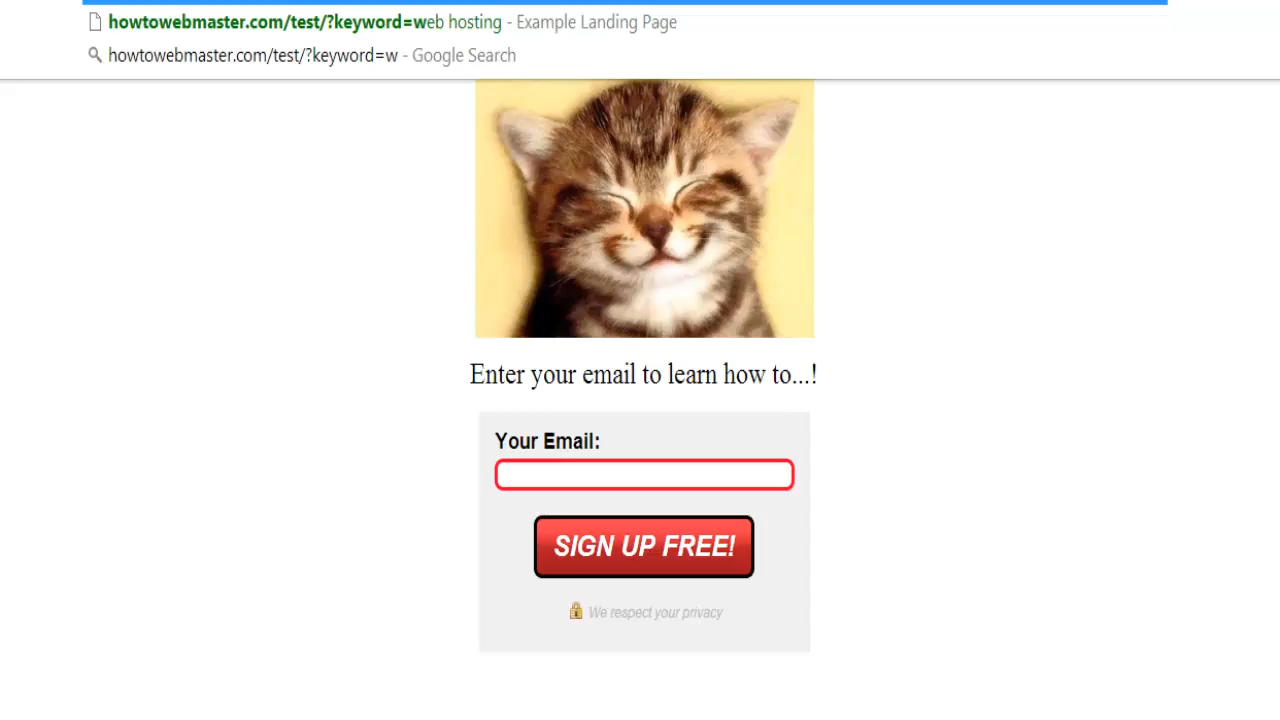 howtowebmaster.com/test/?keyword=web hosting - Example Landing Page
howtowebmaster.com/test/?keyword=w - Google Search
Enter your email to learn how to...!
Your Email:
SIGN UP FREE!
We respect your privacy